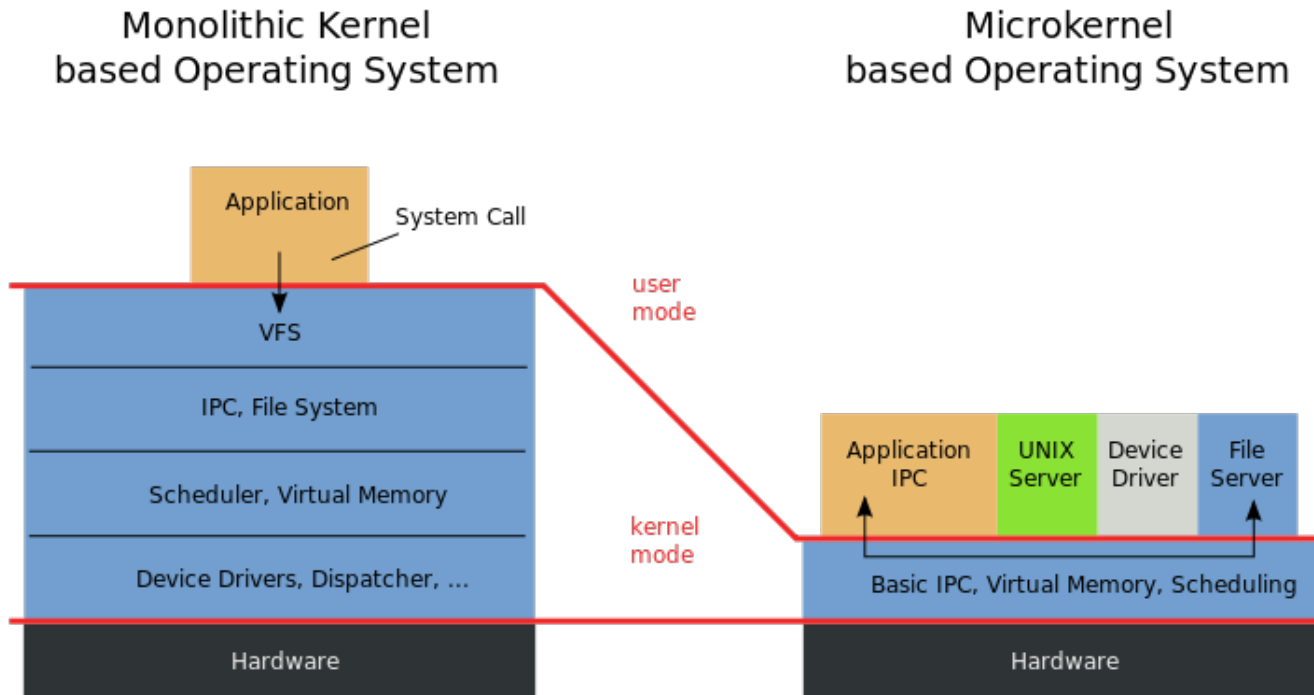 Monolithic Kernel
based Operating System
Microkernel
based Operating System
Application
System Call
user
mode
VFS
IPC, File System
Scheduler, Virtual Memory
kernel
mode
Device Drivers, Dispatcher, ...
Hardware
Application
IPC
UNIX
Server
Device
Driver
File
Server
Basic IPC, Virtual Memory, Scheduling
Hardware